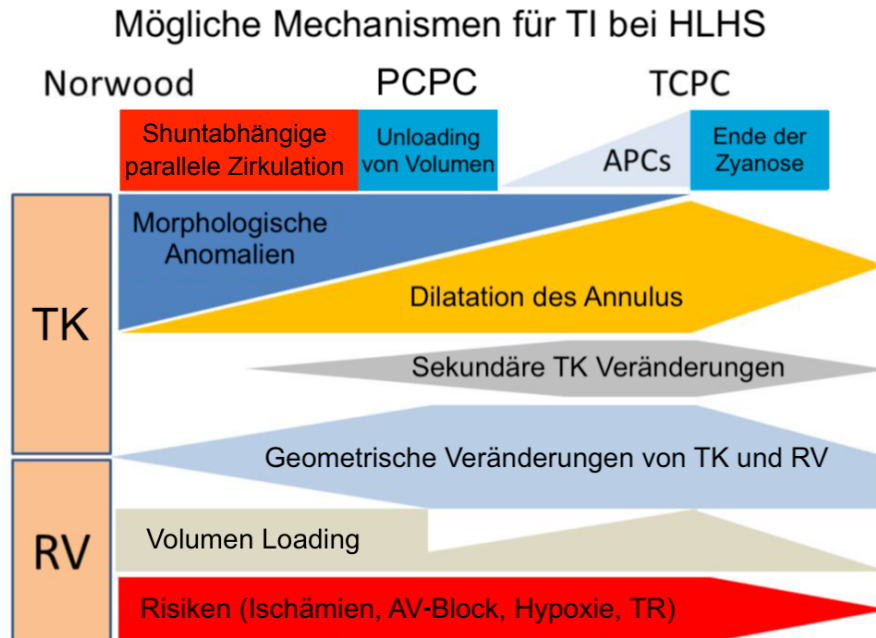 Mögliche Mechanismen für TI bei HLHS
Norwood
PCPC
TCPC
Shuntabhängige
parallele Zirkulation
Unloading
von Volumen
APCs
Ende der
Zyanose
TK
Morphologische
Anomalien
Dilatation des Annulus
Sekundäre TK Veränderungen
Geometrische Veränderungen von TK und RV
RV
Volumen Loading
Risiken (Ischämien, AV-Block, Hypoxie, TR)